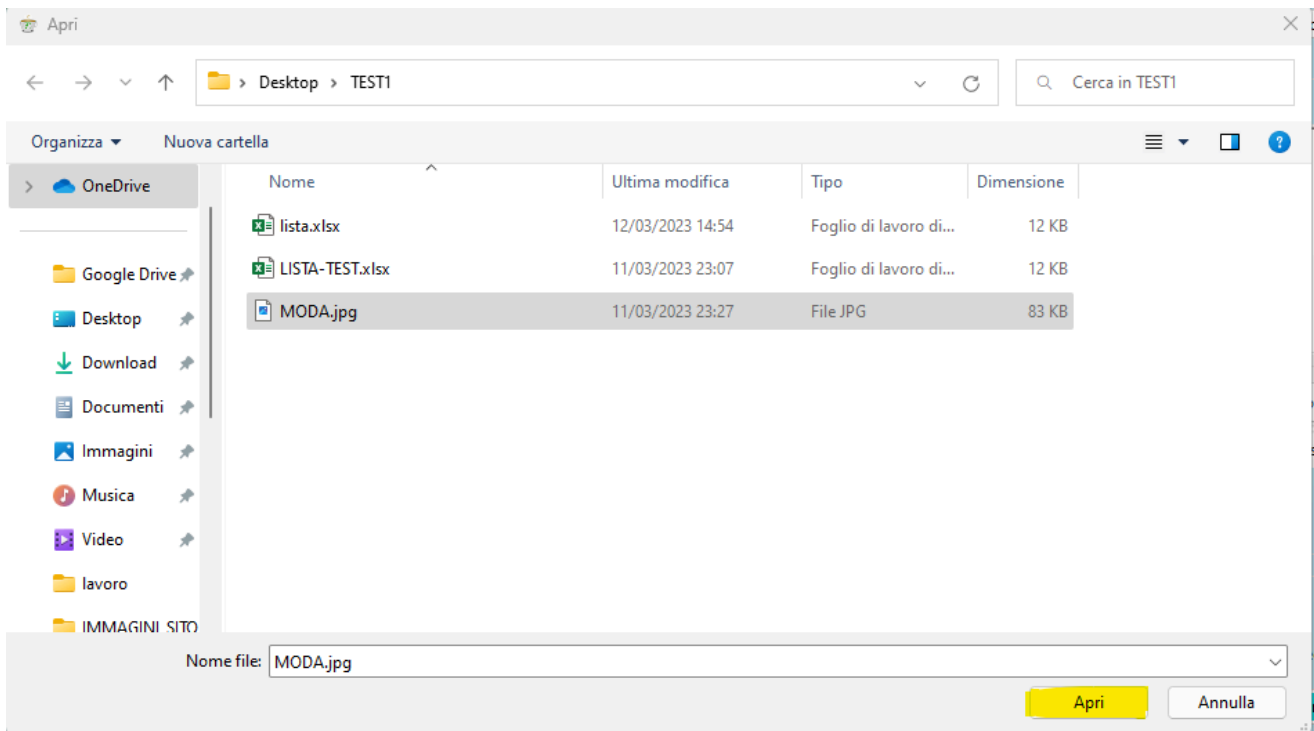 Apri
Desktop > TEST1
Cerca in TEST1
Organizza
Nuova cartella
OneDrive
Nome
Ultima modifica
Tipo
Dimensione
lista.xlsx 12/03/2023 14:54 Foglio di lavoro di... 12 KB
LISTA-TEST.xlsx 11/03/2023 23:07 Foglio di lavoro di... 12 KB
MODA.jpg 11/03/2023 23:27 File JPG 83 KB
Google Drive
Desktop
Download
Documenti
Immagini
Musica
Video
lavoro
IMMAGINI SITO
Nome file: MODA.jpg
Apri
Annulla